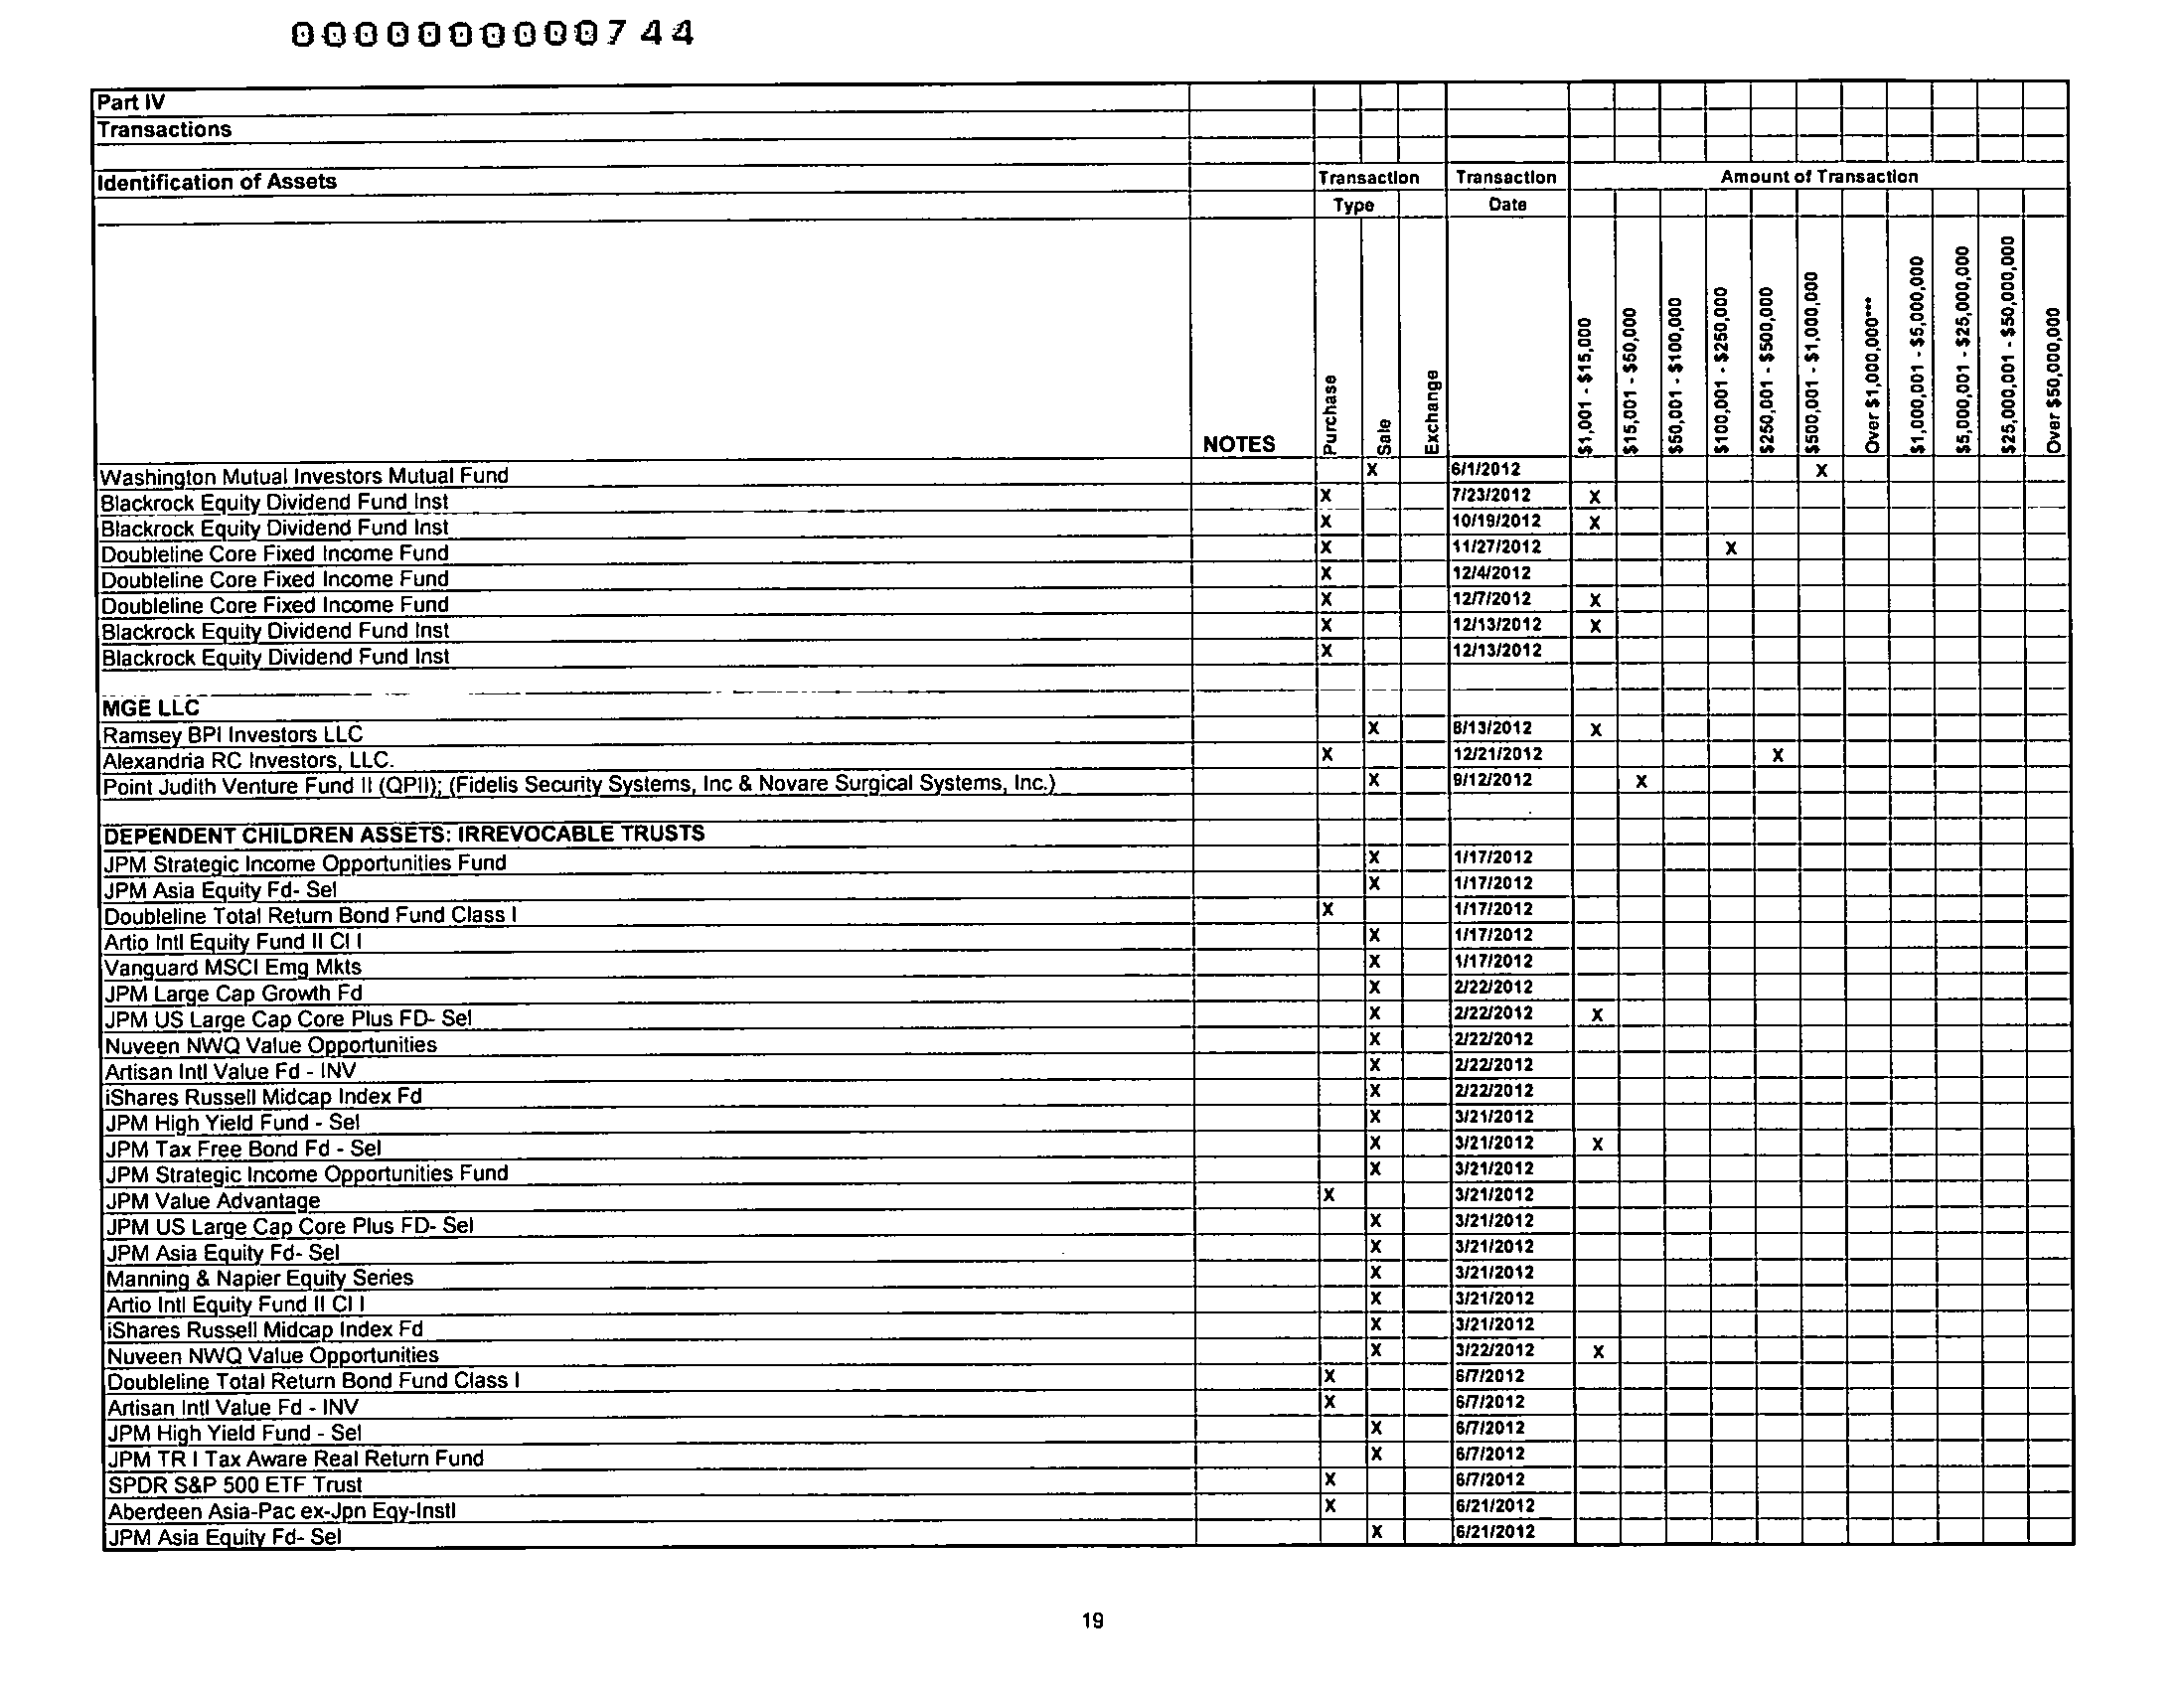 0000000000744
Part IV
Transactions
Identification of Assets Transaction Transaction Amount of Transaction
Type Date
NOTES Purchase Sale Exchange $1,001 - $15,000 $15,001 - $50,000 $50,001 - $100,000 $100,001 - $250,000 $250,001 - $500,000 $500,001 - $1,000,000 Over $1,000,000*** $1,000,001 - $5,000,000 $5,000,001 - $25,000,000 $25,000,001 - $50,000,000 Over $50,000,000
Washington Mutual Investors Mutual Fund X 6/1/2012 X
Blackrock Equity Dividend Fund Inst X 7/23/2012 X
Blackrock Equity Dividend Fund Inst X 10/19/2012 X
Doubleline Core Fixed Income Fund X 11/27/2012 X
Doubleline Core Fixed Income Fund X 12/4/2012
Doubleline Core Fixed Income Fund X 12/7/2012 X
Blackrock Equity Dividend Fund Inst X 12/13/2012 X
Blackrock Equity Dividend Fund Inst X 12/13/2012
MGE LLC
Ramsey BPI Investors LLC X 8/13/2012 X
Alexandria RC Investors, LLC. X 12/21/2012 X
Point Judith Venture Fund II (QPII); (Fidelis Security Systems, Inc & Novare Surgical Systems, Inc.) X 9/12/2012 X
DEPENDENT CHILDREN ASSETS: IRREVOCABLE TRUSTS
JPM Strategic Income Opportunities Fund X 1/17/2012
JPM Asia Equity Fd- Sel X 1/17/2012
Doubleline Total Return Bond Fund Class I X 1/17/2012
Artio Intl Equity Fund II Cl I X 1/17/2012
Vanguard MSCI Emg Mkts X 1/17/2012
JPM Large Cap Growth Fd X 2/22/2012
JPM US Large Cap Core Plus FD- Sel X 2/22/2012 X
Nuveen NWQ Value Opportunities X 2/22/2012
Artisan Intl Value Fd - INV X 2/22/2012
iShares Russell Midcap Index Fd X 2/22/2012
JPM High Yield Fund - Sel X 3/21/2012
JPM Tax Free Bond Fd - Sel X 3/21/2012 X
JPM Strategic Income Opportunities Fund X 3/21/2012
JPM Value Advantage X 3/21/2012
JPM US Large Cap Core Plus FD- Sel X 3/21/2012
JPM Asia Equity Fd- Sel X 3/21/2012
Manning & Napier Equity Series X 3/21/2012
Artio Intl Equity Fund II Cl I X 3/21/2012
iShares Russell Midcap Index Fd X 3/21/2012
Nuveen NWQ Value Opportunities X 3/22/2012 X
Doubleline Total Return Bond Fund Class I X 6/7/2012
Artisan Intl Value Fd - INV X 6/7/2012
JPM High Yield Fund - Sel X 6/7/2012
JPM TR I Tax Aware Real Return Fund X 6/7/2012
SPDR S&P 500 ETF Trust X 6/7/2012
Aberdeen Asia-Pac ex-Jpn Eqy-Instl X 6/21/2012
JPM Asia Equity Fd- Sel X 6/21/2012
19